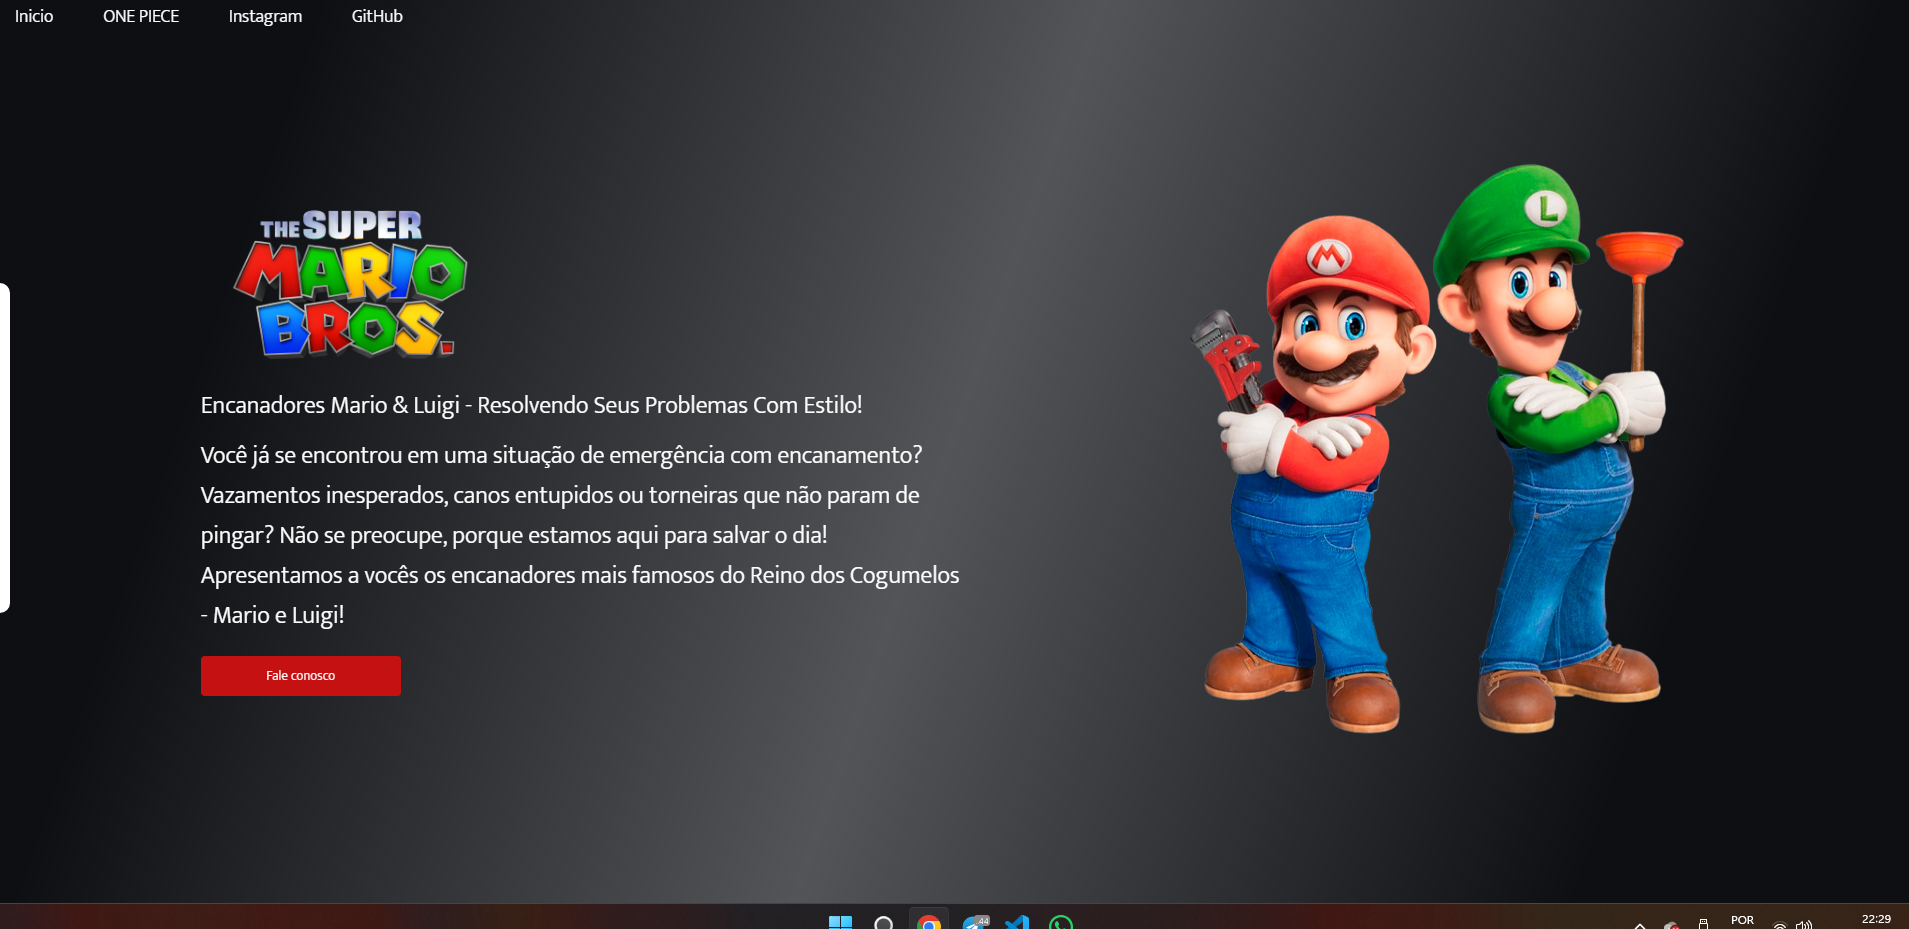 Inicio ONE PIECE Instagram GitHub
THE SUPER
MARIO
BROS.
M
L
Encanadores Mario & Luigi - Resolvendo Seus Problemas Com Estilo!
Você já se encontrou em uma situação de emergência com encanamento?
Vazamentos inesperados, canos entupidos ou torneiras que não param de
pingar? Não se preocupe, porque estamos aqui para salvar o dia!
Apresentamos a vocês os encanadores mais famosos do Reino dos Cogumelos
- Mario e Luigi!
Fale conosco
44
POR
22:29